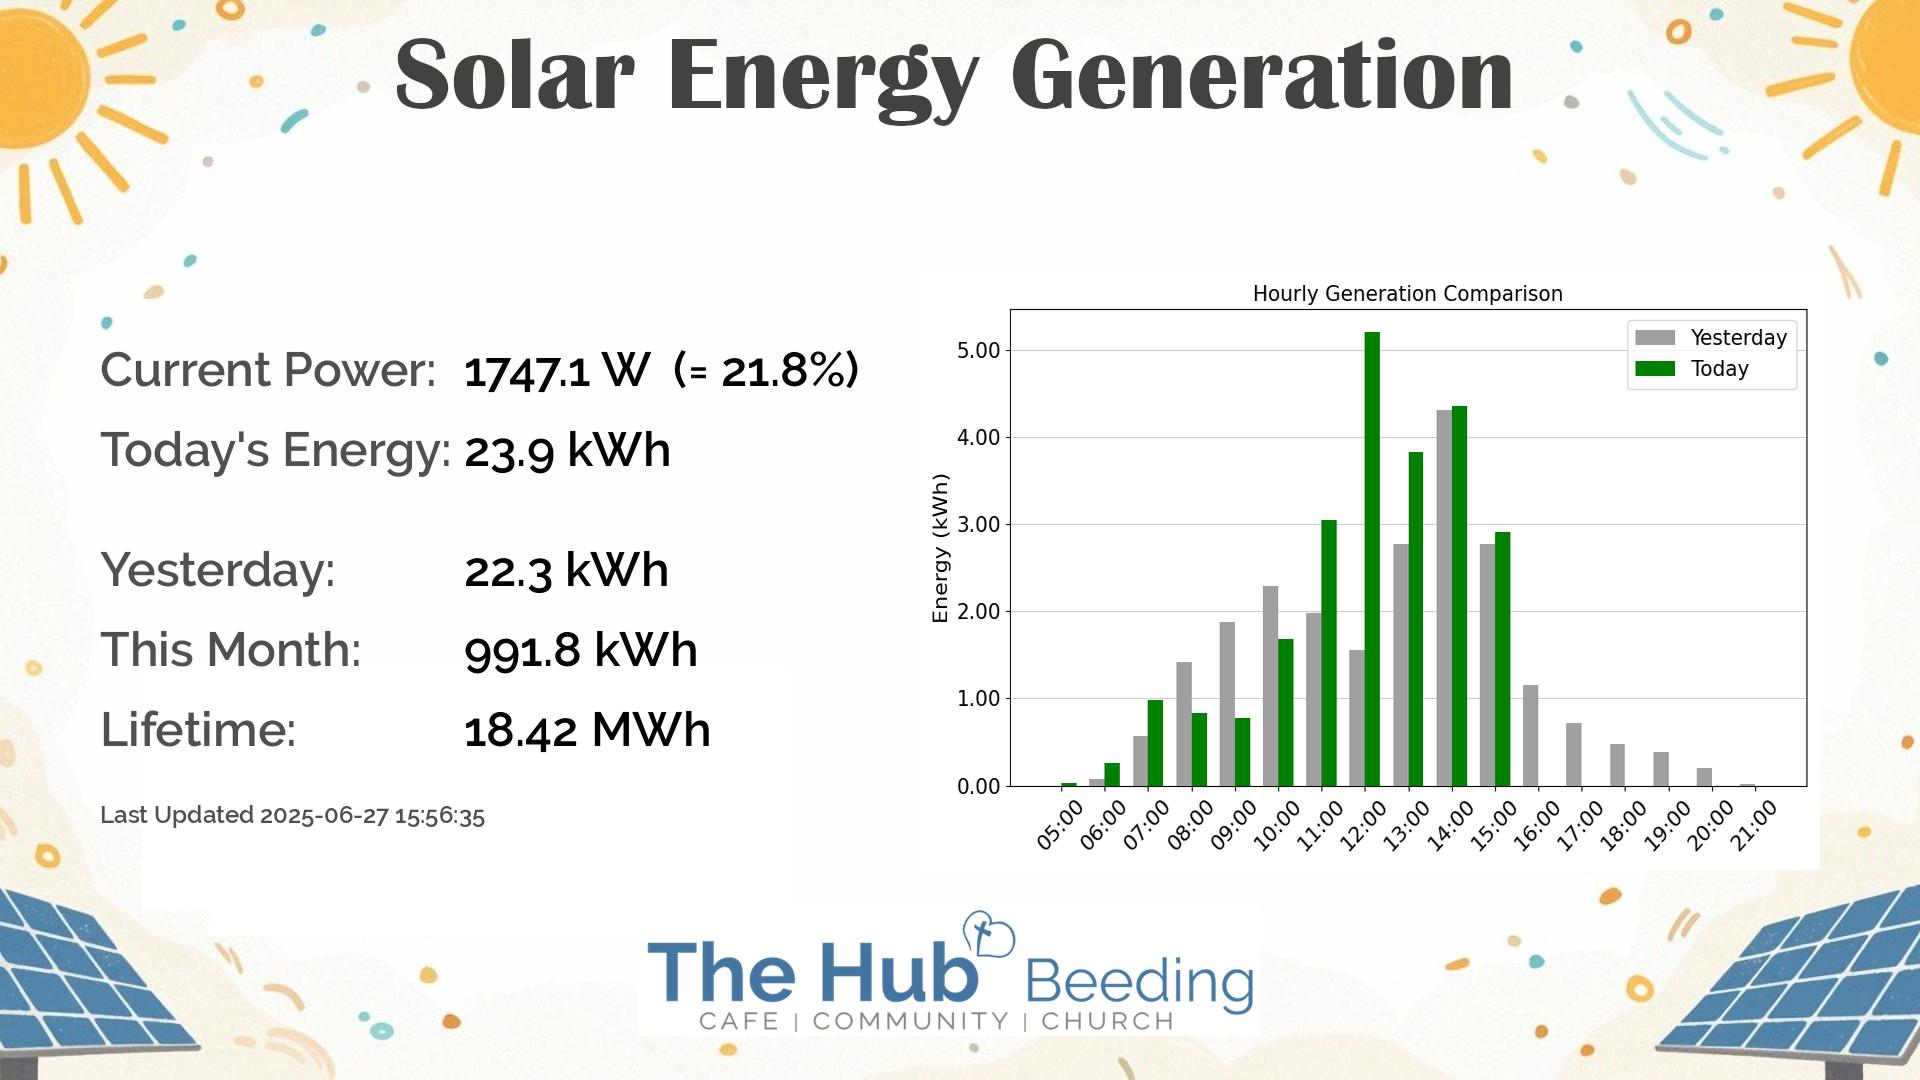 Solar Energy Generation
Current Power: 1747.1 W (= 21.8%)
Today's Energy: 23.9 kWh
Yesterday: 22.3 kWh
This Month: 991.8 kWh
Lifetime: 18.42 MWh
Last Updated 2025-06-27 15:56:35
Hourly Generation Comparison
Yesterday
Today
Energy (kWh)
5.00
4.00
3.00
2.00
1.00
0.00
05:00 06:00 07:00 08:00 09:00 10:00 11:00 12:00 13:00 14:00 15:00 16:00 17:00 18:00 19:00 20:00 21:00
The Hub Beeding
CAFE | COMMUNITY | CHURCH